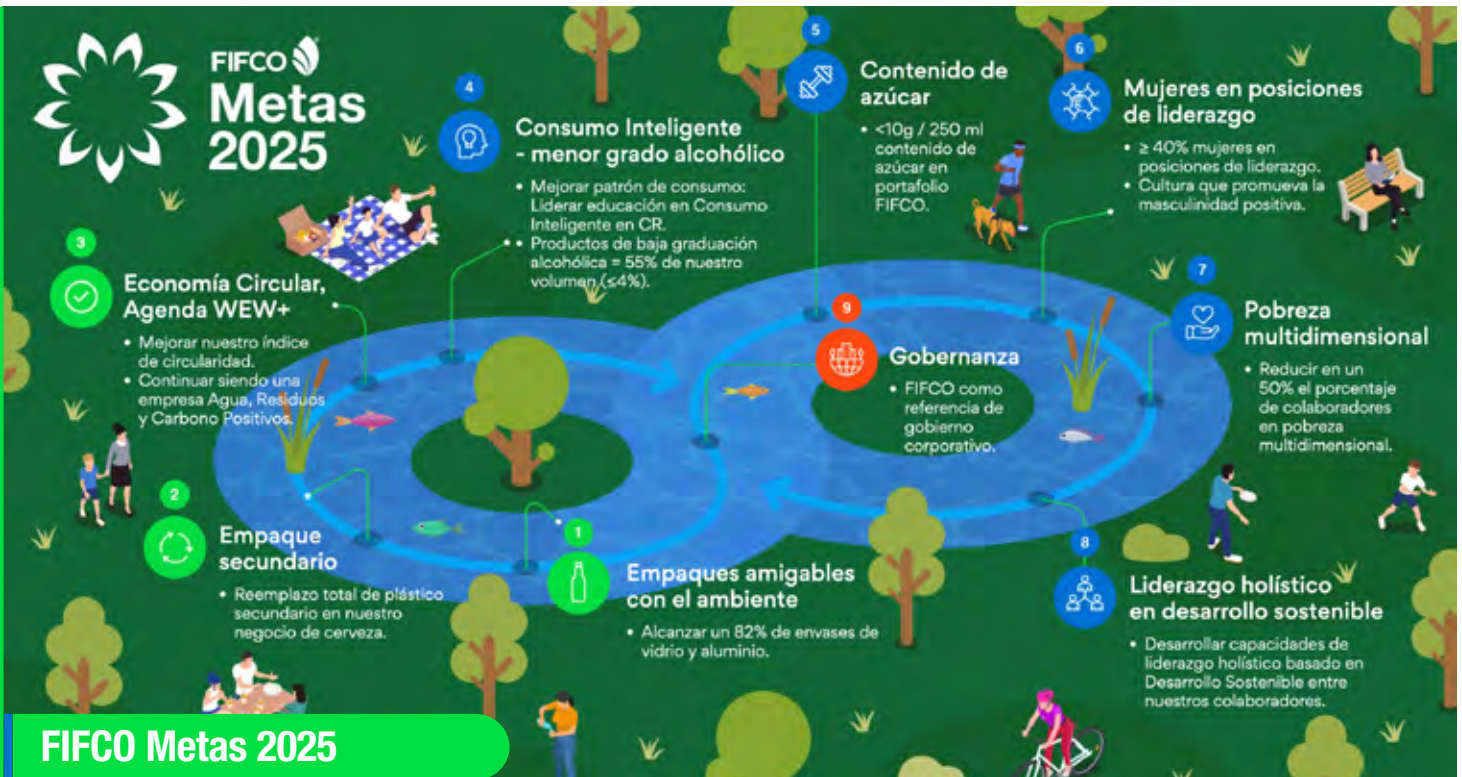 FIFCO
Metas
2025
1
Empaques amigables
con el ambiente
• Alcanzar un 82% de envases de
vidrio y aluminio.
2
Empaque
secundario
• Reemplazo total de plástico
secundario en nuestro
negocio de cerveza.
3
Economía Circular,
Agenda WEW+
• Mejorar nuestro índice
de circularidad.
• Continuar siendo una
empresa Agua, Residuos
y Carbono Positivos.
4
Consumo Inteligente
- menor grado alcohólico
• Mejorar patrón de consumo:
Liderar educación en Consumo
Inteligente en CR.
• Productos de baja graduación
alcohólica = 55% de nuestro
volumen (≤4%).
5
Contenido de
azúcar
• <10g / 250 ml
contenido de
azúcar en
portafolio
FIFCO.
6
Mujeres en posiciones
de liderazgo
• ≥ 40% mujeres en
posiciones de liderazgo.
• Cultura que promueva la
masculinidad positiva.
7
Pobreza
multidimensional
• Reducir en un
50% el porcentaje
de colaboradores
en pobreza
multidimensional.
8
Liderazgo holístico
en desarrollo sostenible
• Desarrollar capacidades de
liderazgo holístico basado en
Desarrollo Sostenible entre
nuestros colaboradores.
9
Gobernanza
• FIFCO como
referencia de
gobierno
corporativo.
FIFCO Metas 2025